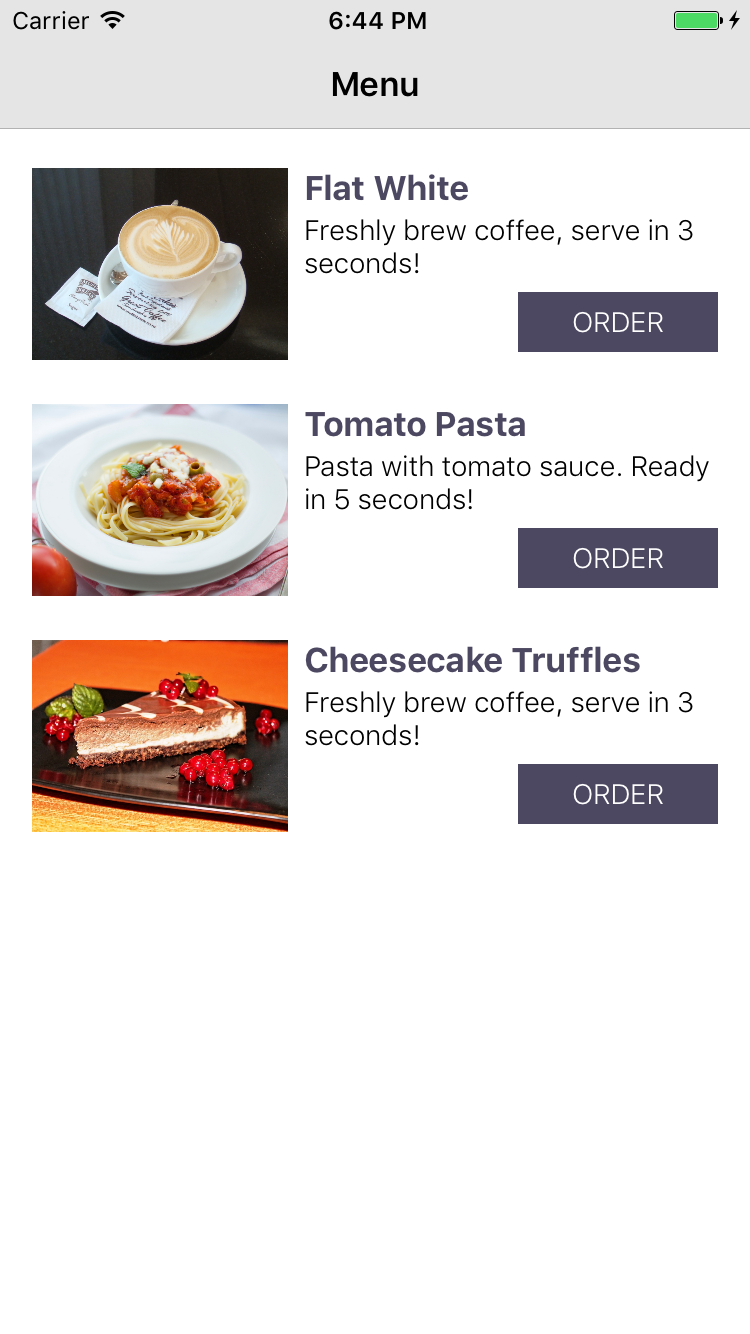 Carrier 6:44 PM
Menu
Flat White
Freshly brew coffee, serve in 3
seconds!
ORDER
Tomato Pasta
Pasta with tomato sauce. Ready
in 5 seconds!
ORDER
Cheesecake Truffles
Freshly brew coffee, serve in 3
seconds!
ORDER